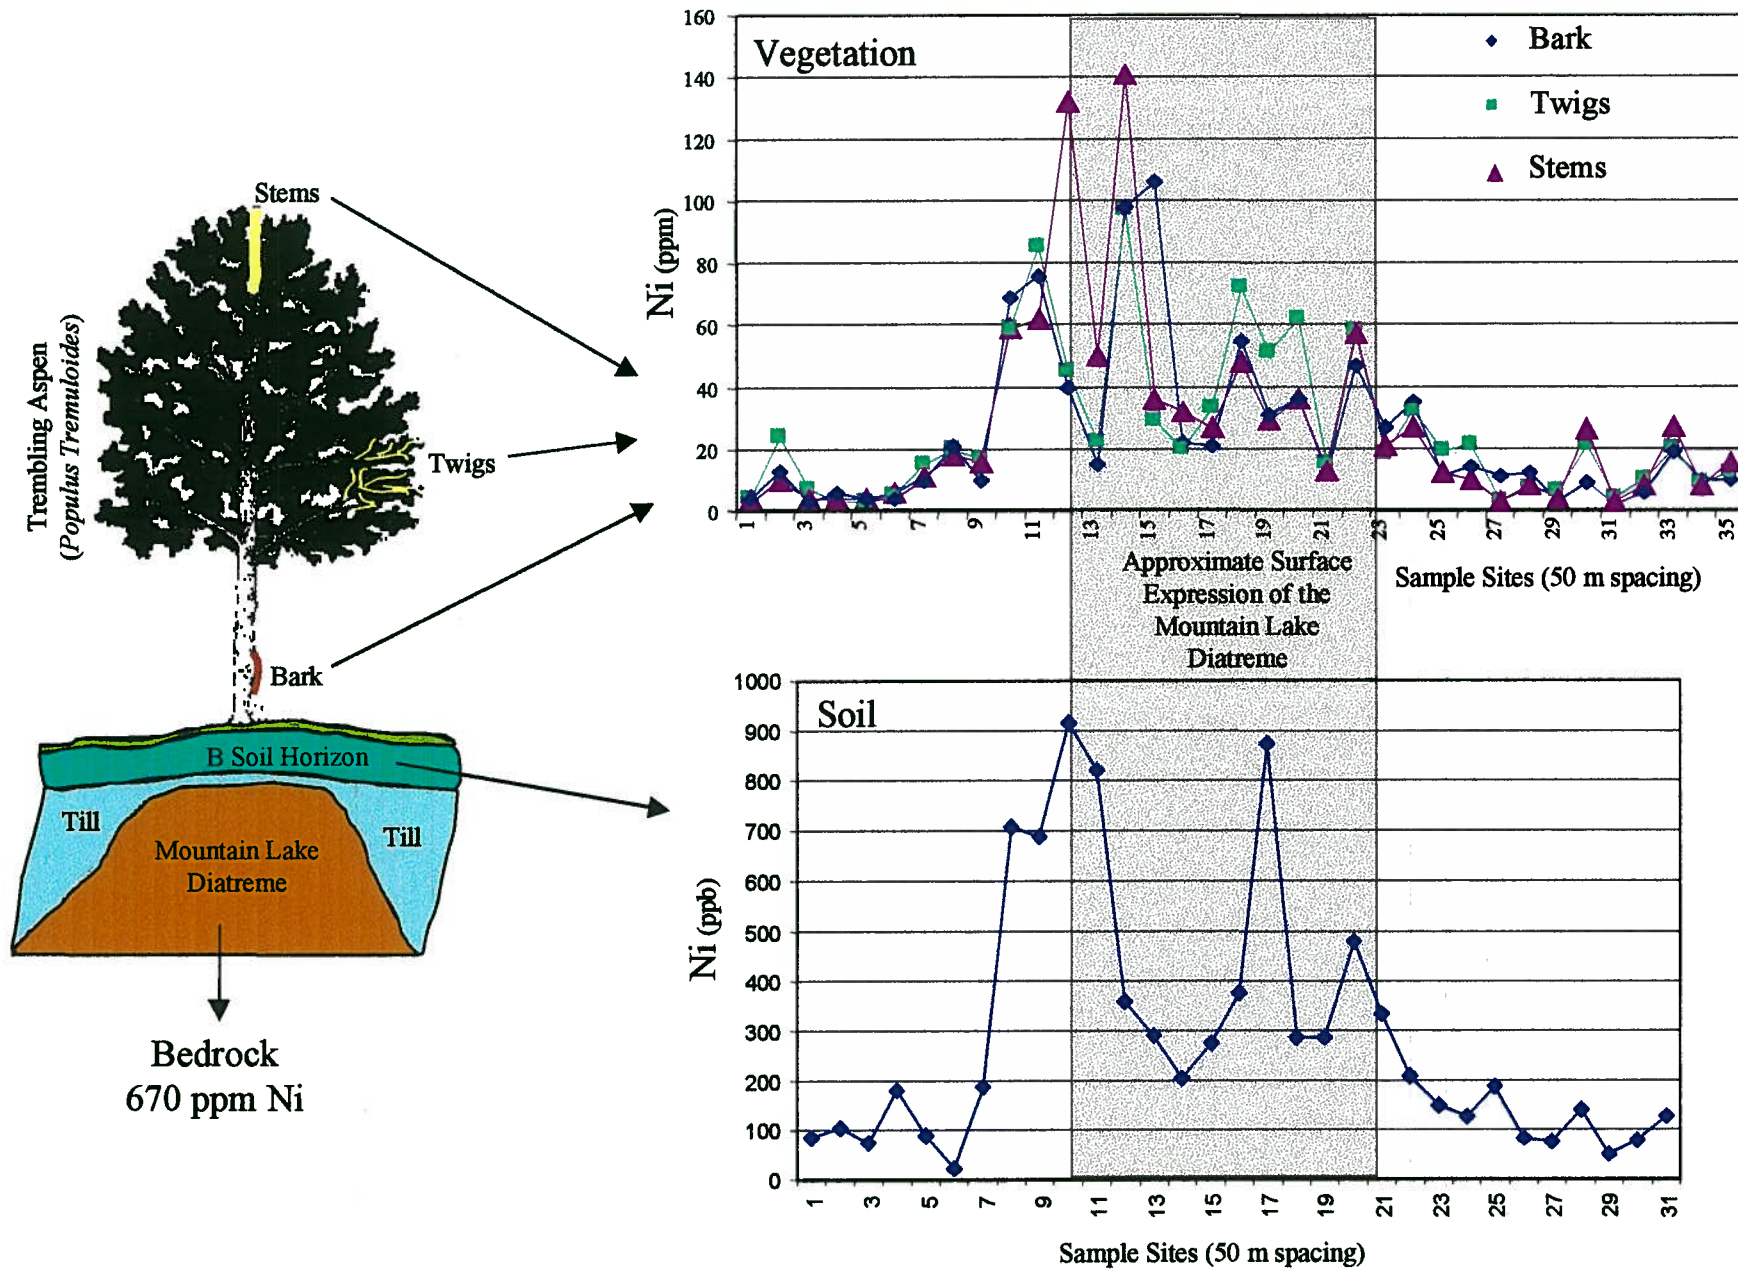 Stems
Twigs
Bark
Trembling Aspen
(Populus Tremuloides)
B Soil Horizon
Till
Till
Mountain Lake
Diatreme
Bedrock
670 ppm Ni
Vegetation
Bark
Twigs
Stems
Ni (ppm)
160
140
120
100
80
60
40
20
0
1 3 5 7 9 11 13 15 17 19 21 23 25 27 29 31 33 35
Sample Sites (50 m spacing)
Approximate Surface
Expression of the
Mountain Lake
Diatreme
Soil
Ni (ppb)
1000
900
800
700
600
500
400
300
200
100
0
1 3 5 7 9 11 13 15 17 19 21 23 25 27 29 31
Sample Sites (50 m spacing)